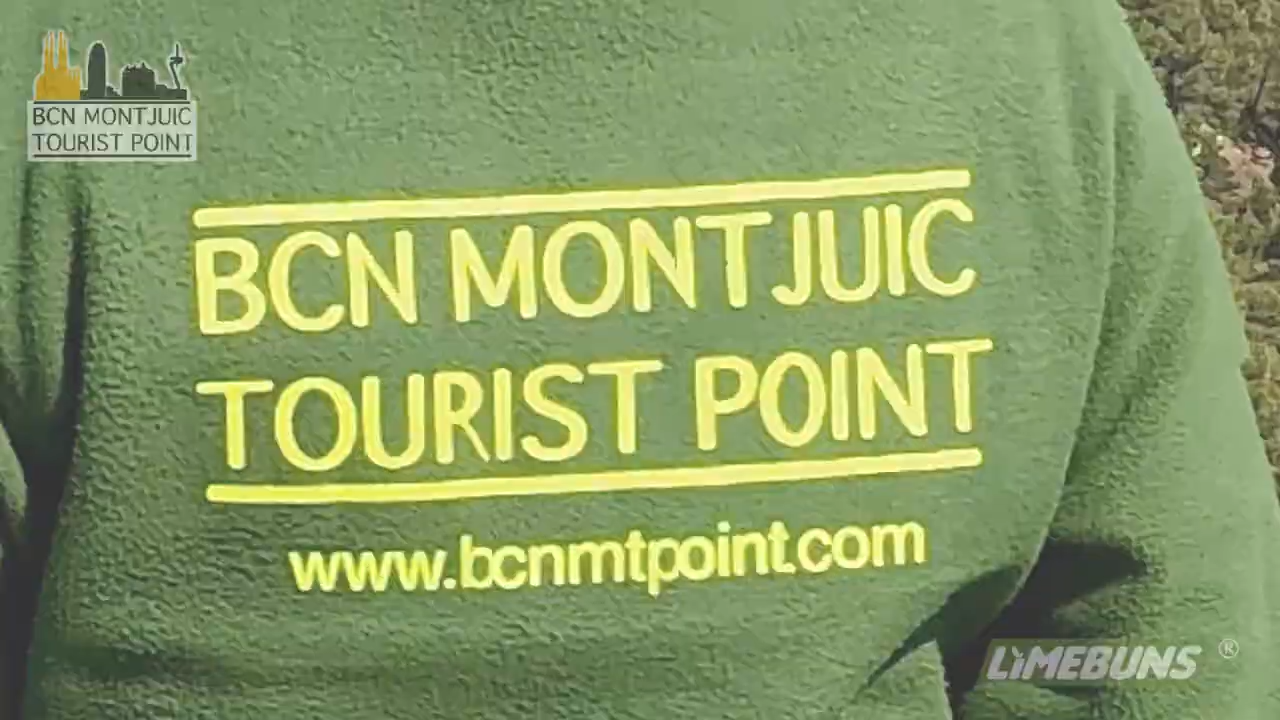 BCN MONTJUIC
TOURIST POINT
BCN MONTJUIC
TOURIST POINT
www.bcnmtpoint.com
LIMEBUNS ®